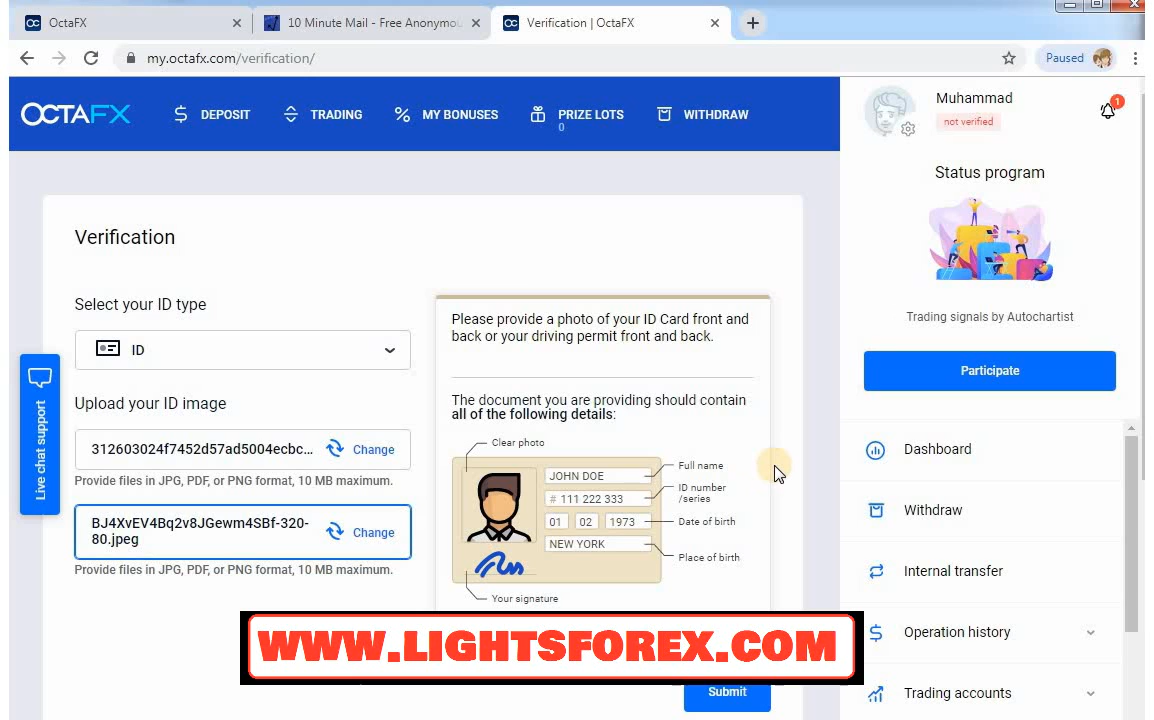 OctaFX
10 Minute Mail - Free Anonymou
Verification | OctaFX
my.octafx.com/verification/
Paused
OCTAFX
DEPOSIT
TRADING
MY BONUSES
PRIZE LOTS
0
WITHDRAW
Muhammad
not verified
1
Status program
Trading signals by Autochartist
Participate
Verification
Select your ID type
ID
Upload your ID image
312603024f7452d57ad5004ecbc...
Change
Provide files in JPG, PDF, or PNG format, 10 MB maximum.
BJ4XvEV4Bq2v8JGewm4SBf-320-
80.jpeg
Change
Provide files in JPG, PDF, or PNG format, 10 MB maximum.
Live chat support
Please provide a photo of your ID Card front and
back or your driving permit front and back.
The document you are providing should contain
all of the following details:
Clear photo
JOHN DOE
# 111 222 333
01 02 1973
NEW YORK
Full name
ID number
/series
Date of birth
Place of birth
Your signature
WWW.LIGHTSFOREX.COM
Submit
Dashboard
Withdraw
Internal transfer
Operation history
Trading accounts